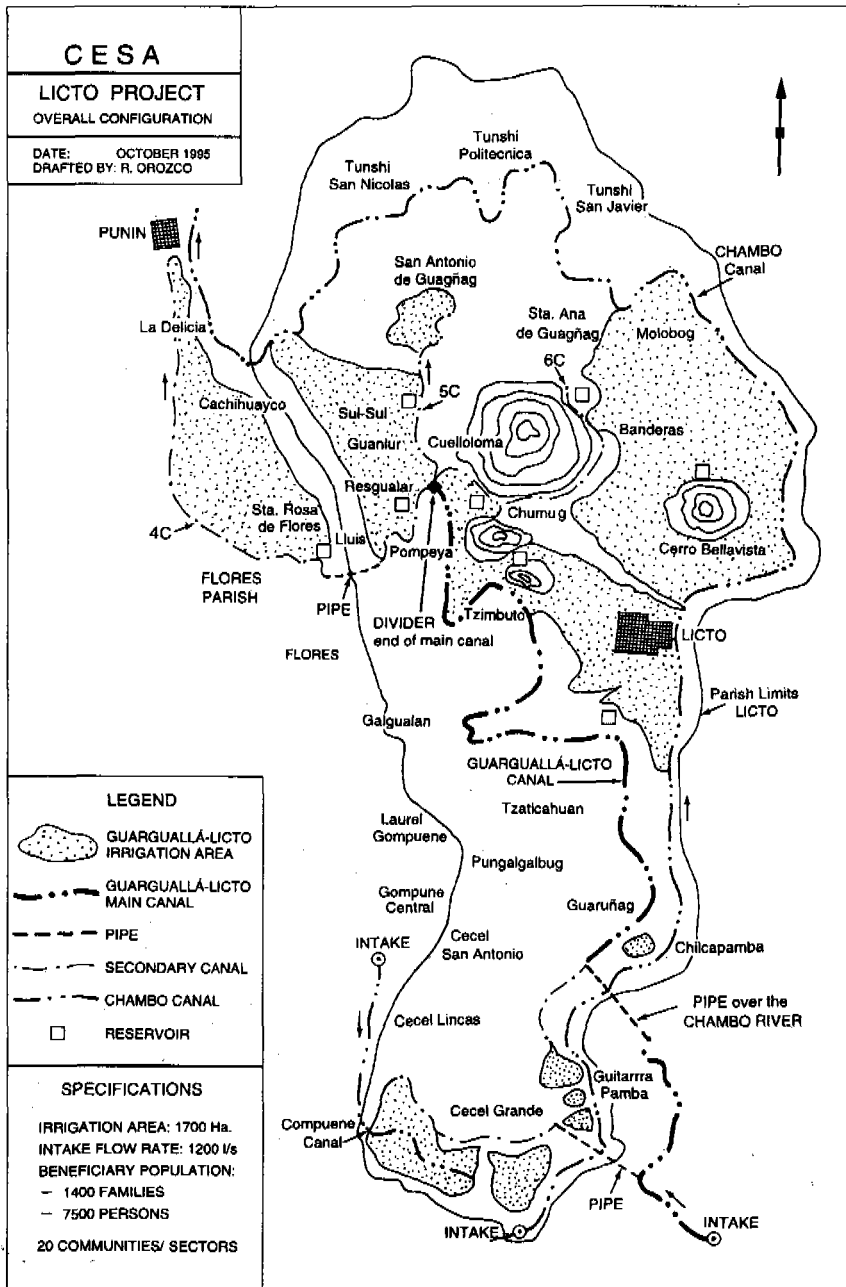 CESA
LICTO PROJECT
OVERALL CONFIGURATION
DATE: OCTOBER 1995
DRAFTED BY: R. OROZCO
Tunshi
Politecnica
Tunshi
San Nicolas
Tunshi
San Javier
PUNIN
San Antonio
de Guagñag
CHAMBO
Canal
Sta. Ana
de Guagñag
Molobog
La Delicia
6C
5C
Cachihuayco
Sul-Sul
Guanlur
Cuelloloma
Banderas
Resgualar
Sta. Rosa
de Flores
Chumug
Lluis
4C
Pompeya
Cerro Bellavista
FLORES
PARISH
PIPE
Tzimbuto
DIVIDER
end of main canal
LICTO
FLORES
Parish Limits
LICTO
Galgualan
GUARGUALLÁ-LICTO
CANAL
Tzaticahuan
Laurel
Gompuene
Pungalgalbug
Gompune
Central
Guaruñag
INTAKE
Cecel
San Antonio
Chilcapamba
PIPE over the
CHAMBO RIVER
Cecel Lincas
Guitarrra
Pamba
Cecel Grande
Compuene
Canal
PIPE
INTAKE
INTAKE
LEGEND
GUARGUALLÁ-LICTO
IRRIGATION AREA
GUARGUALLÁ-LICTO
MAIN CANAL
PIPE
SECONDARY CANAL
CHAMBO CANAL
RESERVOIR
SPECIFICATIONS
IRRIGATION AREA: 1700 Ha.
INTAKE FLOW RATE: 1200 l/s
BENEFICIARY POPULATION:
– 1400 FAMILIES
– 7500 PERSONS
20 COMMUNITIES/ SECTORS